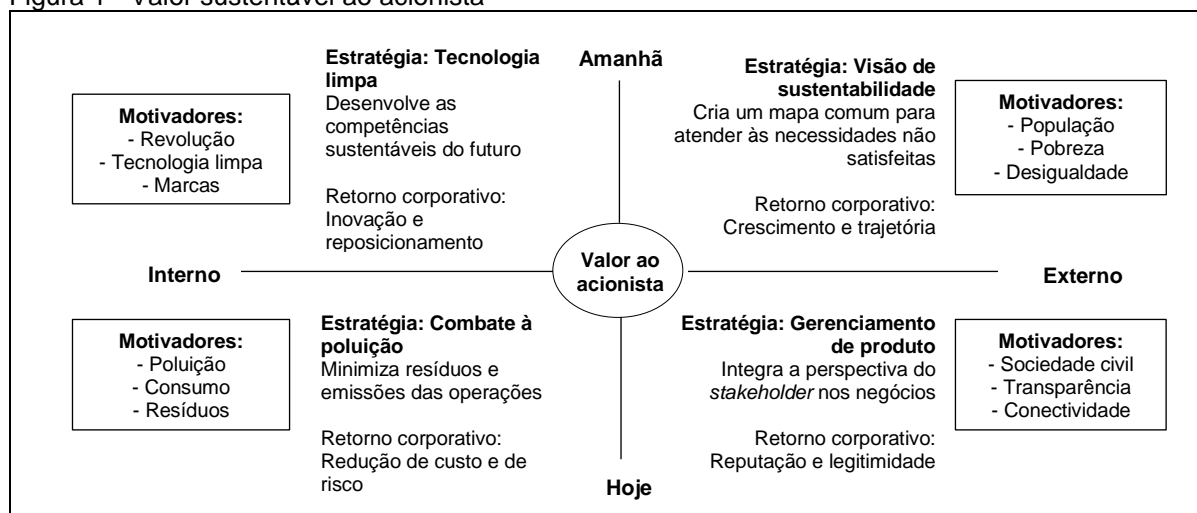 Figura 1 - Valor sustentável ao acionista
Amanhã
Estratégia: Tecnologia
limpa
Desenvolve as
competências
sustentáveis do futuro
Retorno corporativo:
Inovação e
reposicionamento
Motivadores:
- Revolução
- Tecnologia limpa
- Marcas
Estratégia: Visão de
sustentabilidade
Cria um mapa comum para
atender às necessidades não
satisfeitas
Retorno corporativo:
Crescimento e trajetória
Motivadores:
- População
- Pobreza
- Desigualdade
Interno
Valor ao
acionista
Externo
Motivadores:
- Poluição
- Consumo
- Resíduos
Estratégia: Combate à
poluição
Minimiza resíduos e
emissões das operações
Retorno corporativo:
Redução de custo e de
risco
Estratégia: Gerenciamento
de produto
Integra a perspectiva do
stakeholder nos negócios
Retorno corporativo:
Reputação e legitimidade
Motivadores:
- Sociedade civil
- Transparência
- Conectividade
Hoje